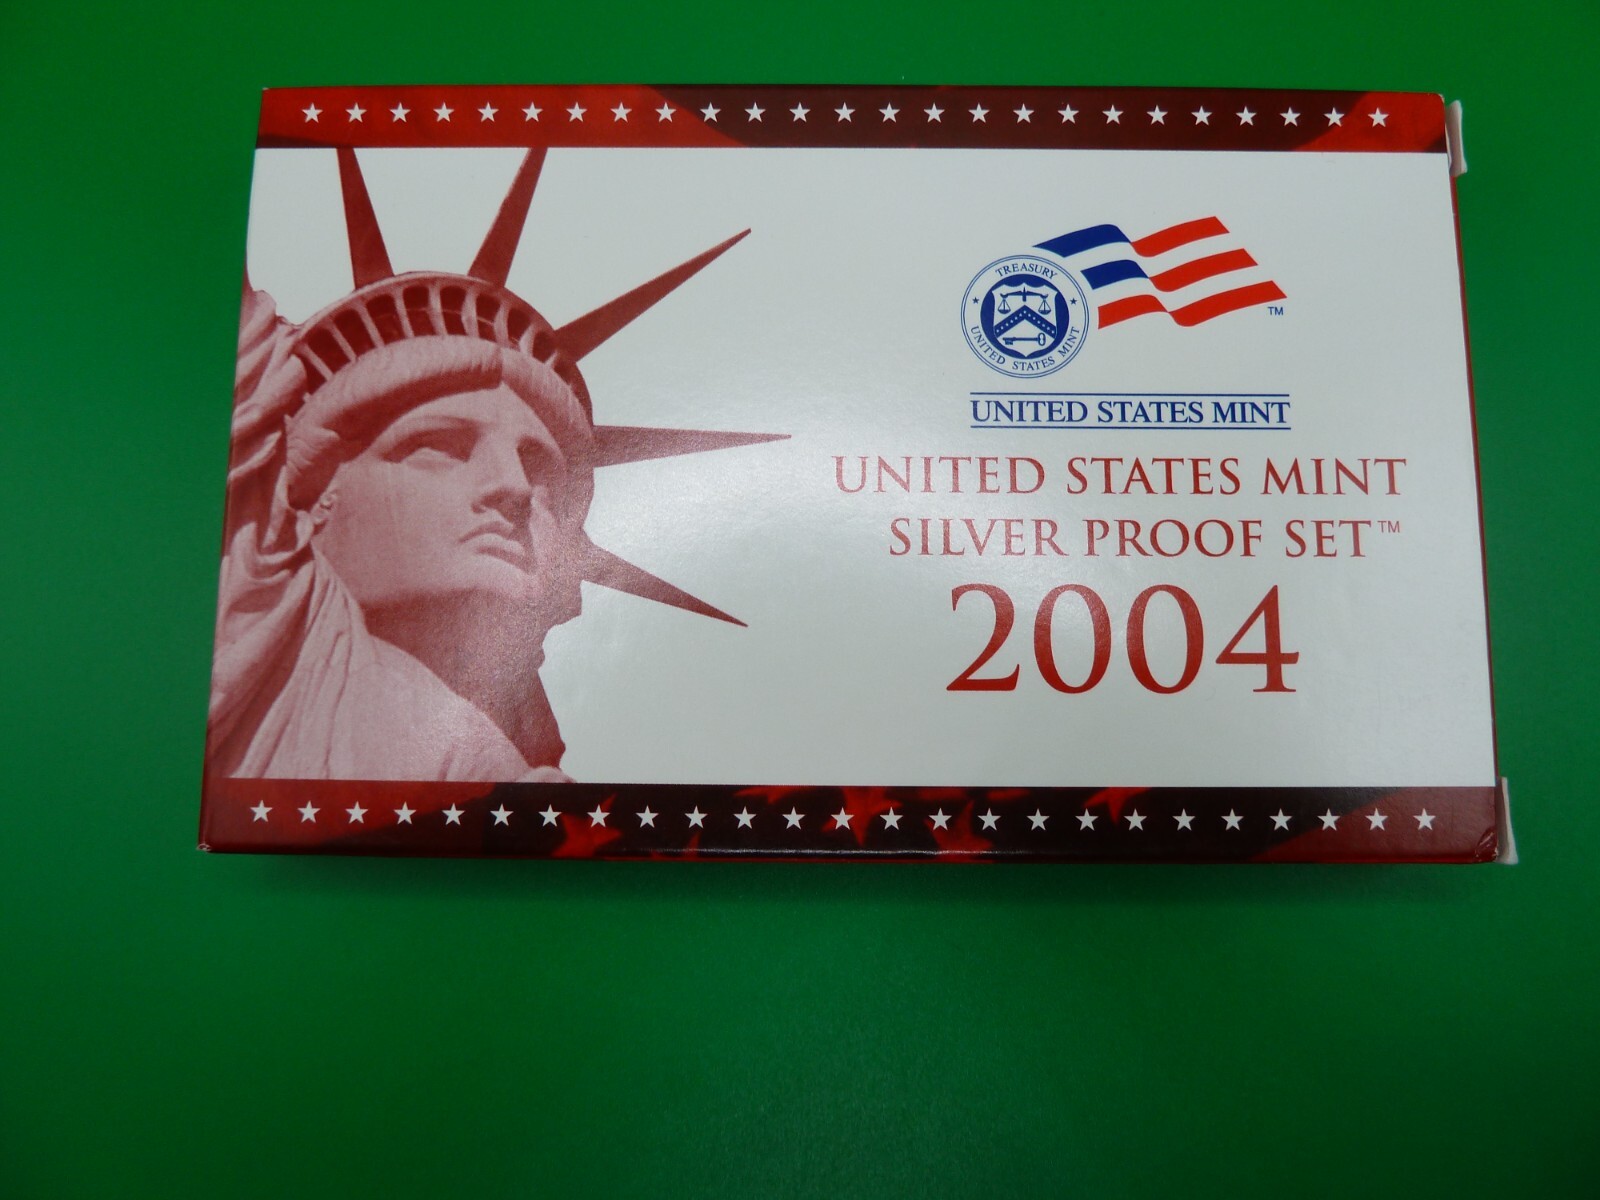 TREASURY
UNITED STATES MINT
TM
UNITED STATES MINT
UNITED STATES MINT
SILVER PROOF SET™
2004